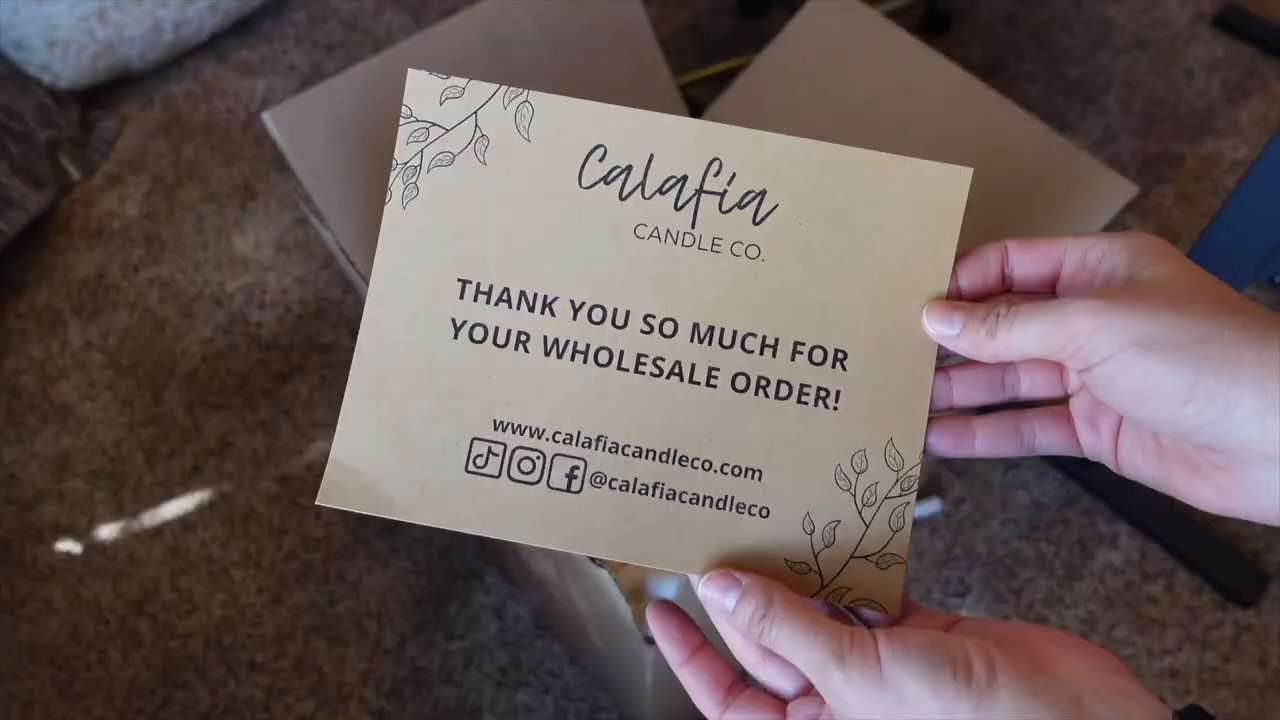 Calafia
CANDLE CO.
THANK YOU SO MUCH FOR
YOUR WHOLESALE ORDER!
www.calafiacandleco.com
@calafiacandleco